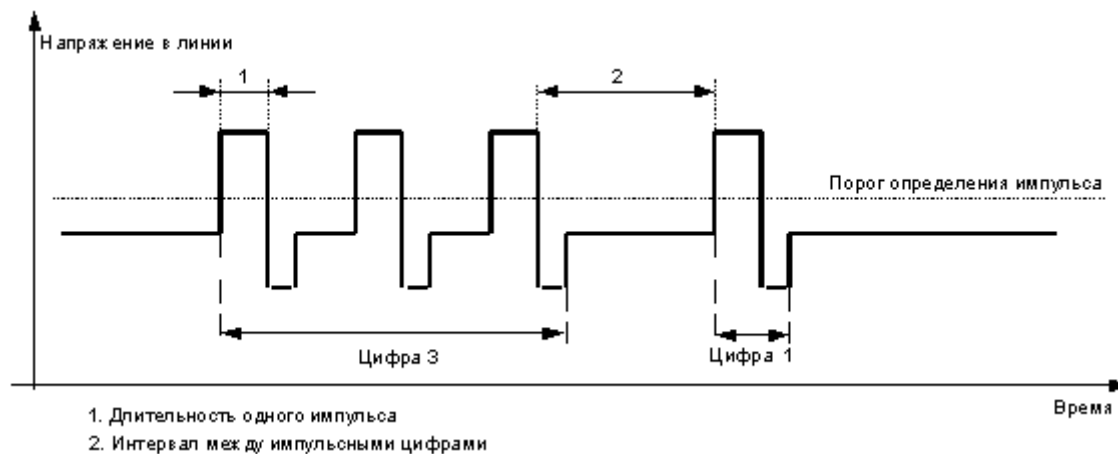 Напряжение в линии
1
2
Порог определения импульса
Цифра 3
Цифра 1
Время
1. Длительность одного импульса
2. Интервал между импульсными цифрами